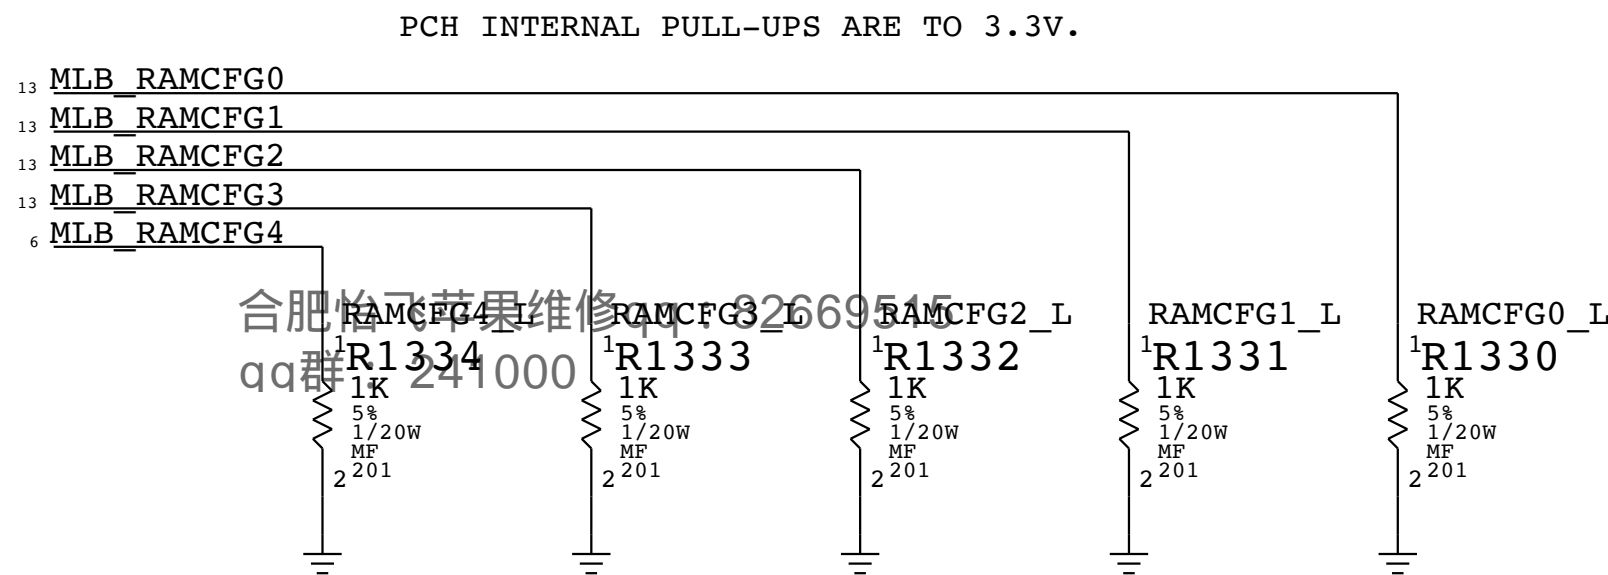 PCH INTERNAL PULL-UPS ARE TO 3.3V.
13 MLB_RAMCFG0
13 MLB_RAMCFG1
13 MLB_RAMCFG2
13 MLB_RAMCFG3
6 MLB_RAMCFG4
合肥怡飞苹果维修qq：82669515
qq群：241000
RAMCFG4_L
1 R1334
1K
5%
1/20W
MF
2 201
RAMCFG3_L
1 R1333
1K
5%
1/20W
MF
2 201
RAMCFG2_L
1 R1332
1K
5%
1/20W
MF
2 201
RAMCFG1_L
1 R1331
1K
5%
1/20W
MF
2 201
RAMCFG0_L
1 R1330
1K
5%
1/20W
MF
2 201